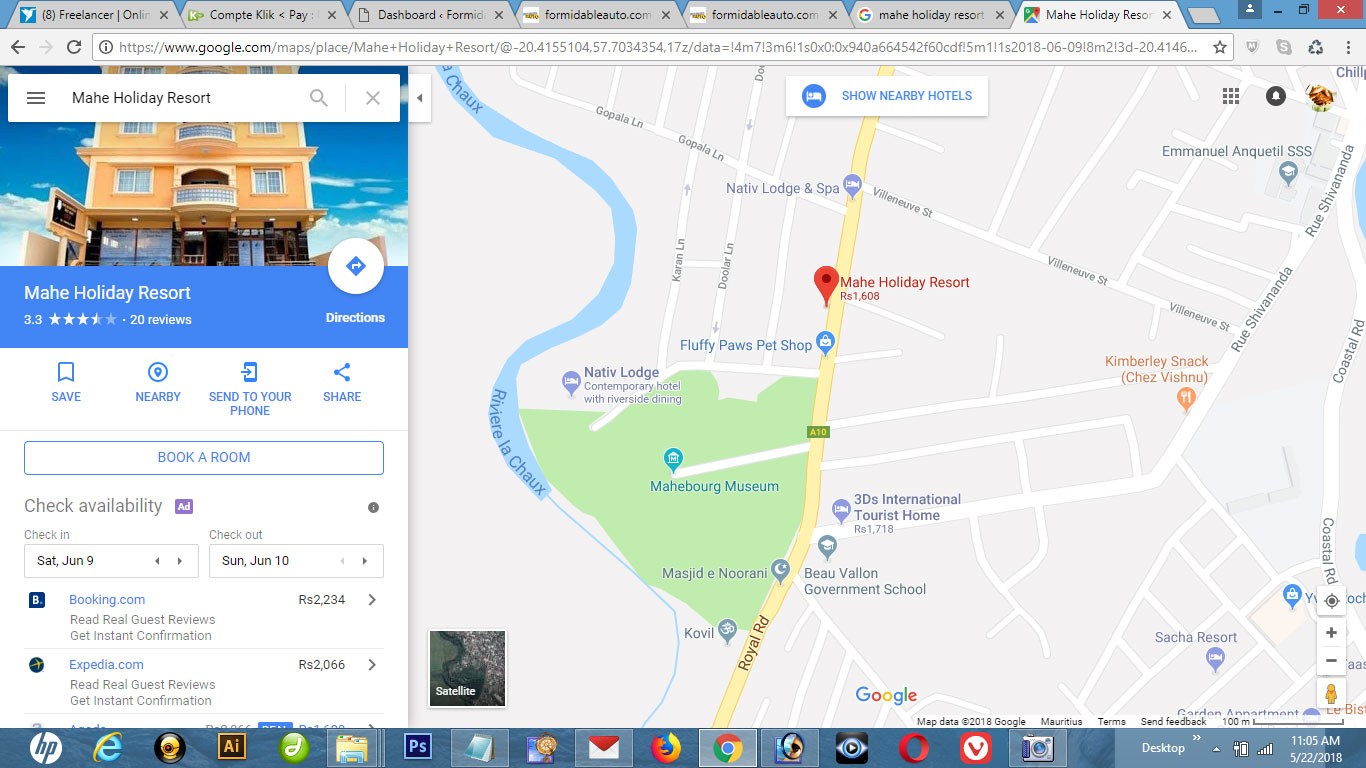 (8) Freelancer | Onlin
Compte Klik < Pay :
Dashboard ‹ Formida
formidableauto.com
formidableauto.com
mahe holiday resort
Mahe Holiday Resor
https://www.google.com/maps/place/Mahe+Holiday+Resort/@-20.4155104,57.7034354,17z/data=!4m7!3m6!1s0x0:0x940a664542f60cdf!5m1!1s2018-06-09!8m2!3d-20.4146...
Mahe Holiday Resort
Mahe Holiday Resort
3.3 · 20 reviews
Directions
SAVE
NEARBY
SEND TO YOUR
PHONE
SHARE
BOOK A ROOM
Check availability Ad
Check in
Check out
Sat, Jun 9
Sun, Jun 10
B.
Booking.com Rs2,234
Read Real Guest Reviews
Get Instant Confirmation
Expedia.com Rs2,066
Read Real Guest Reviews
Get Instant Confirmation
SHOW NEARBY HOTELS
la Chaux
Gopala Ln
Gopala Ln
Chillp
Emmanuel Anquetil SSS
Nativ Lodge & Spa
Villeneuve St
Rue Shivananda
Karan Ln
Doolar Ln
Villeneuve St
Mahe Holiday Resort
Rs1,608
Villeneuve St
Rue Shivananda
Coastal Rd
Fluffy Paws Pet Shop
Kimberley Snack
(Chez Vishnu)
Nativ Lodge
Contemporary hotel
with riverside dining
Riviere la Chaux
A10
Mahebourg Museum
3Ds International
Tourist Home
Rs1,718
Coastal Rd
Masjid e Noorani
Beau Vallon
Government School
Kovil
Royal Rd
Sacha Resort
Garden Appartment
Le Bist
Satellite
Google
Map data ©2018 Google
Mauritius
Terms
Send feedback
100 m
hp
Ai
Ps
Desktop
11:05 AM
5/22/2018